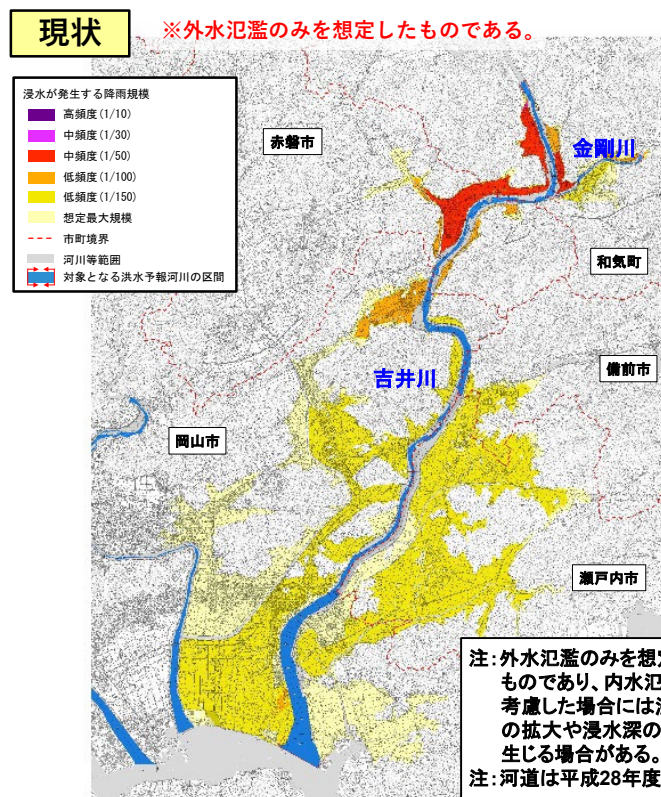 現状
※外水氾濫のみを想定したものである。
浸水が発生する降雨規模
高頻度(1/10)
中頻度(1/30)
中頻度(1/50)
低頻度(1/100)
低頻度(1/150)
想定最大規模
市町境界
河川等範囲
対象となる洪水予報河川の区間
赤磐市
金剛川
和気町
吉井川
備前市
岡山市
瀬戸内市
注:外水氾濫のみを想定
ものであり、内水氾
考慮した場合には
の拡大や浸水深の
生じる場合がある。
注:河道は平成28年度